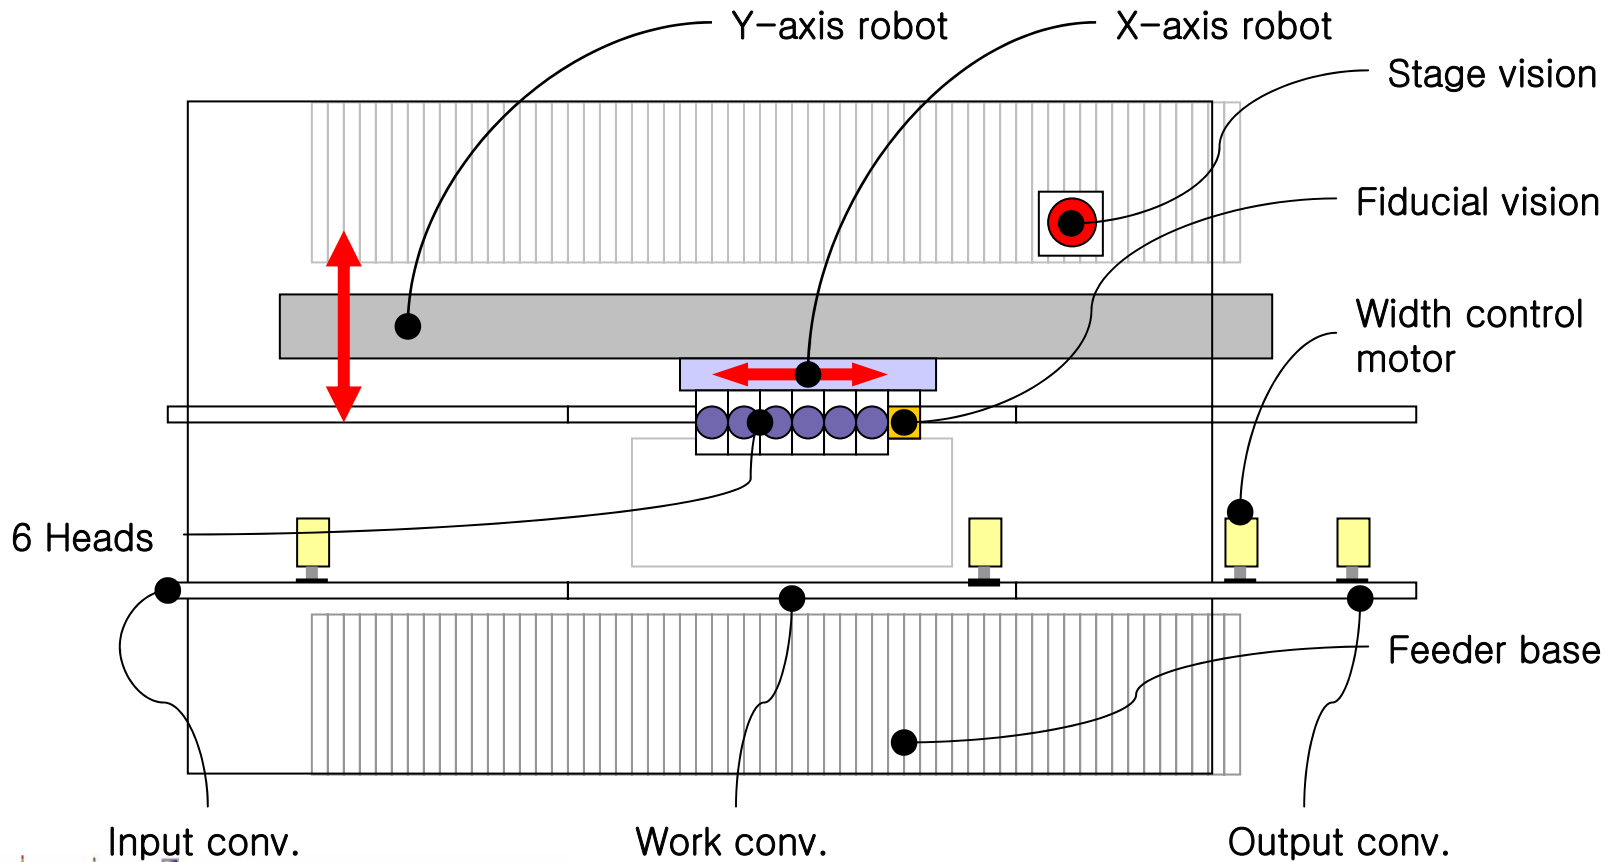 Y-axis robot
X-axis robot
Stage vision
Fiducial vision
Width control
motor
6 Heads
Feeder base
Input conv.
Work conv.
Output conv.